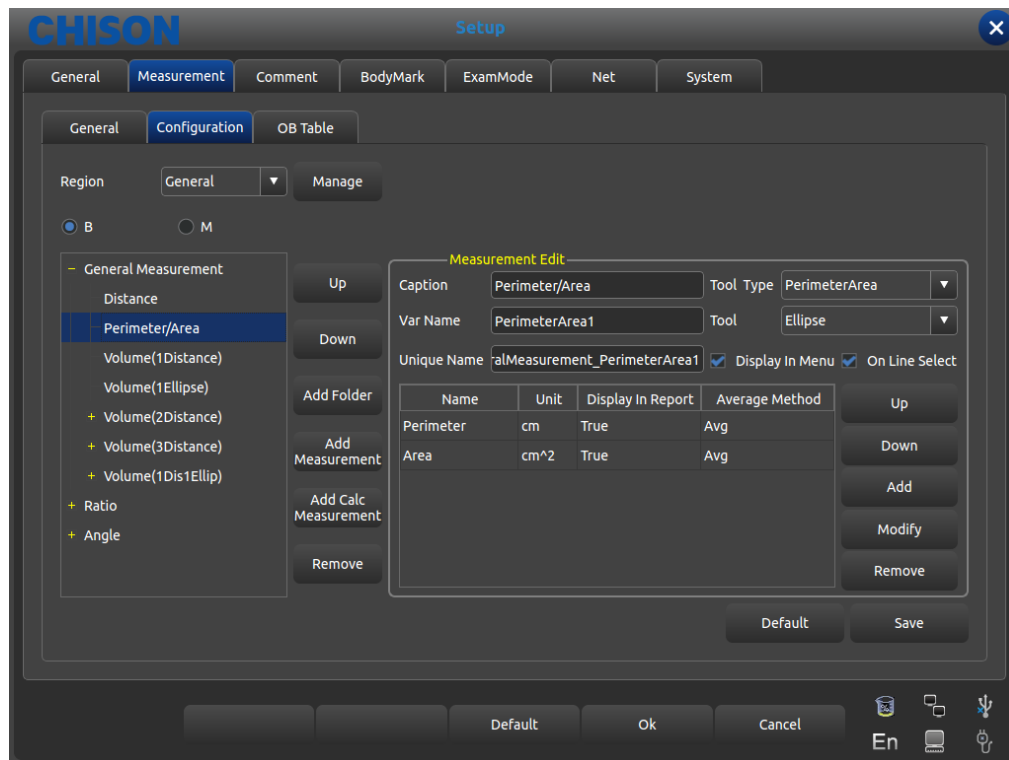 CHISON
Setup
General Measurement Comment BodyMark ExamMode Net System
General Configuration OB Table
Region General Manage
B M
General Measurement
Distance
Perimeter/Area
Volume(1Distance)
Volume(1Ellipse)
Volume(2Distance)
Volume(3Distance)
Volume(1Dis1Ellip)
Ratio
Angle
Up
Down
Add Folder
Add
Measurement
Add Calc
Measurement
Remove
Measurement Edit
Caption Perimeter/Area Tool Type PerimeterArea
Var Name PerimeterArea1 Tool Ellipse
Unique Name alMeasurement_PerimeterArea1 Display In Menu On Line Select
Name Unit Display In Report Average Method
Perimeter cm True Avg
Area cm^2 True Avg
Up
Down
Add
Modify
Remove
Default Save
Default Ok Cancel
En